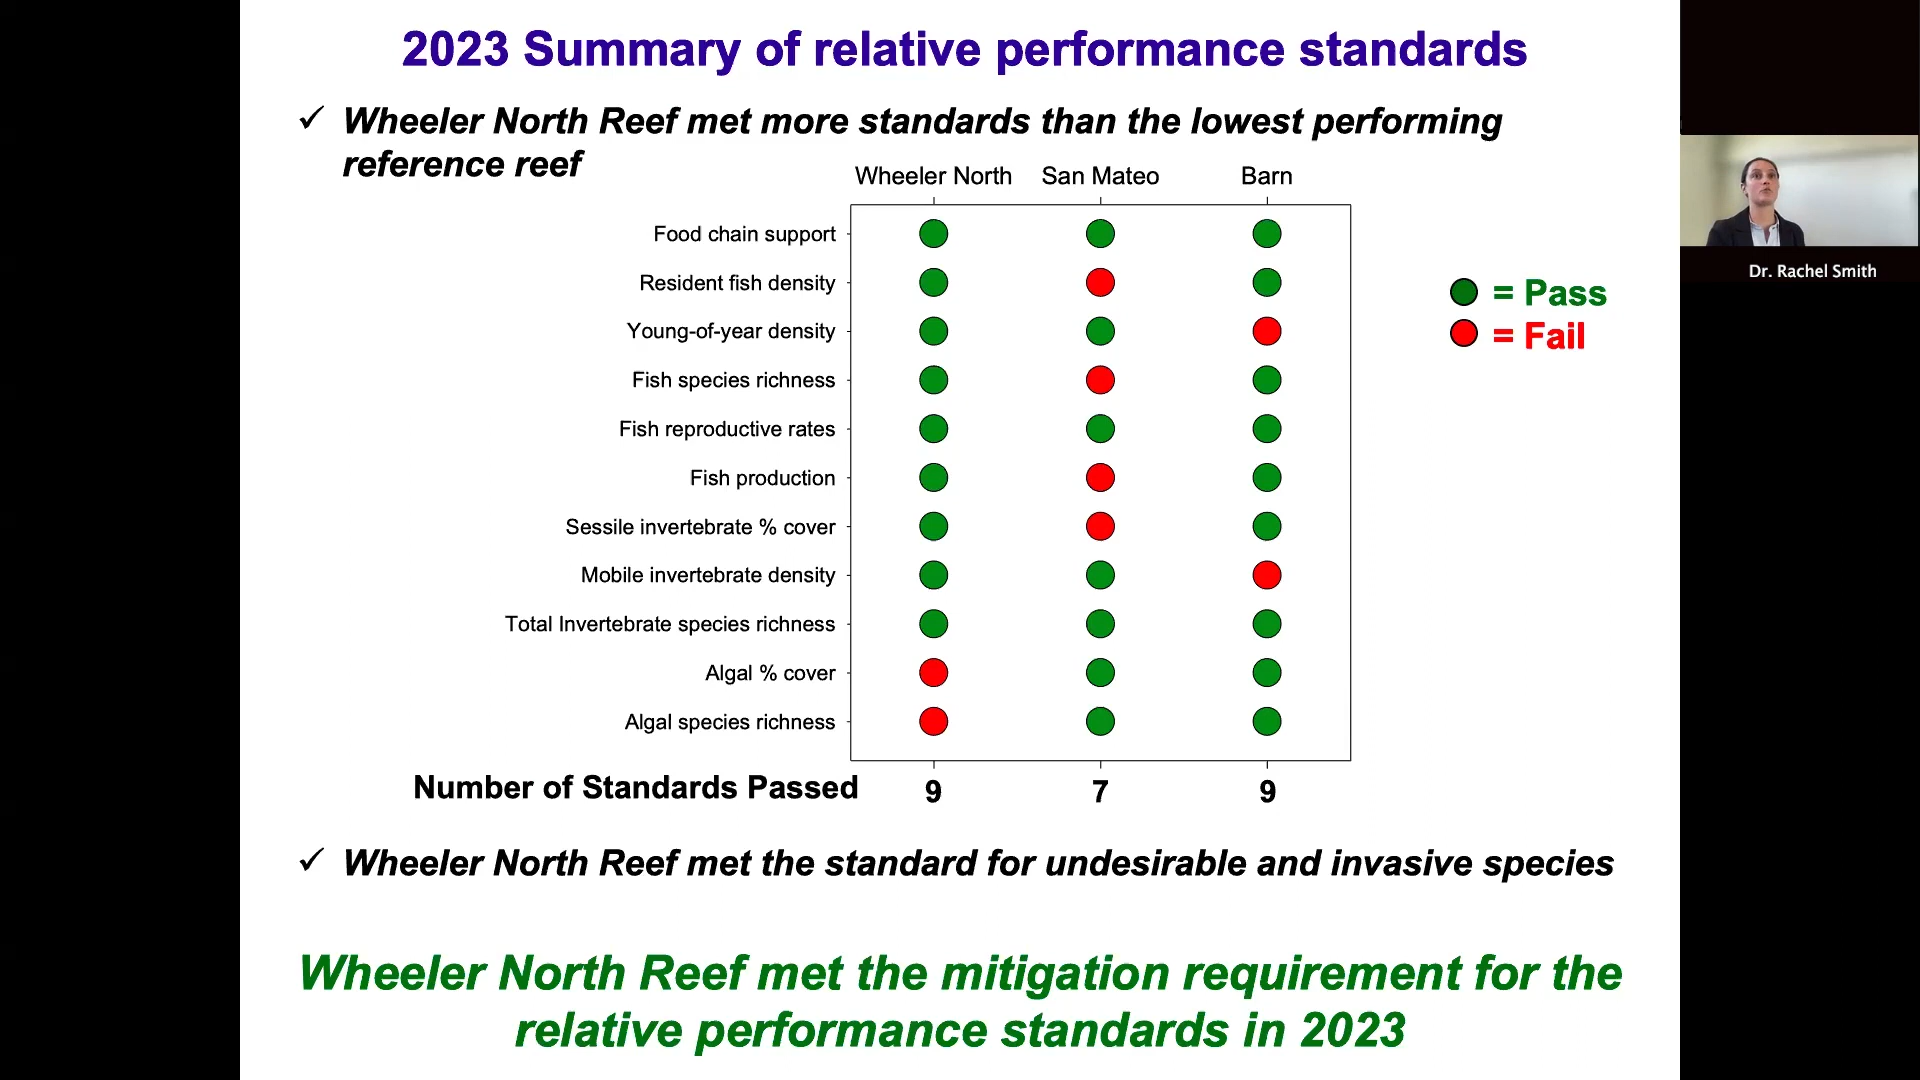 2023 Summary of relative performance standards
✓ Wheeler North Reef met more standards than the lowest performing
reference reef
Wheeler North San Mateo Barn
Food chain support
Resident fish density
Young-of-year density
Fish species richness
Fish reproductive rates
Fish production
Sessile invertebrate % cover
Mobile invertebrate density
Total Invertebrate species richness
Algal % cover
Algal species richness
Number of Standards Passed 9 7 9
= Pass
= Fail
Dr. Rachel Smith
✓ Wheeler North Reef met the standard for undesirable and invasive species
Wheeler North Reef met the mitigation requirement for the
relative performance standards in 2023